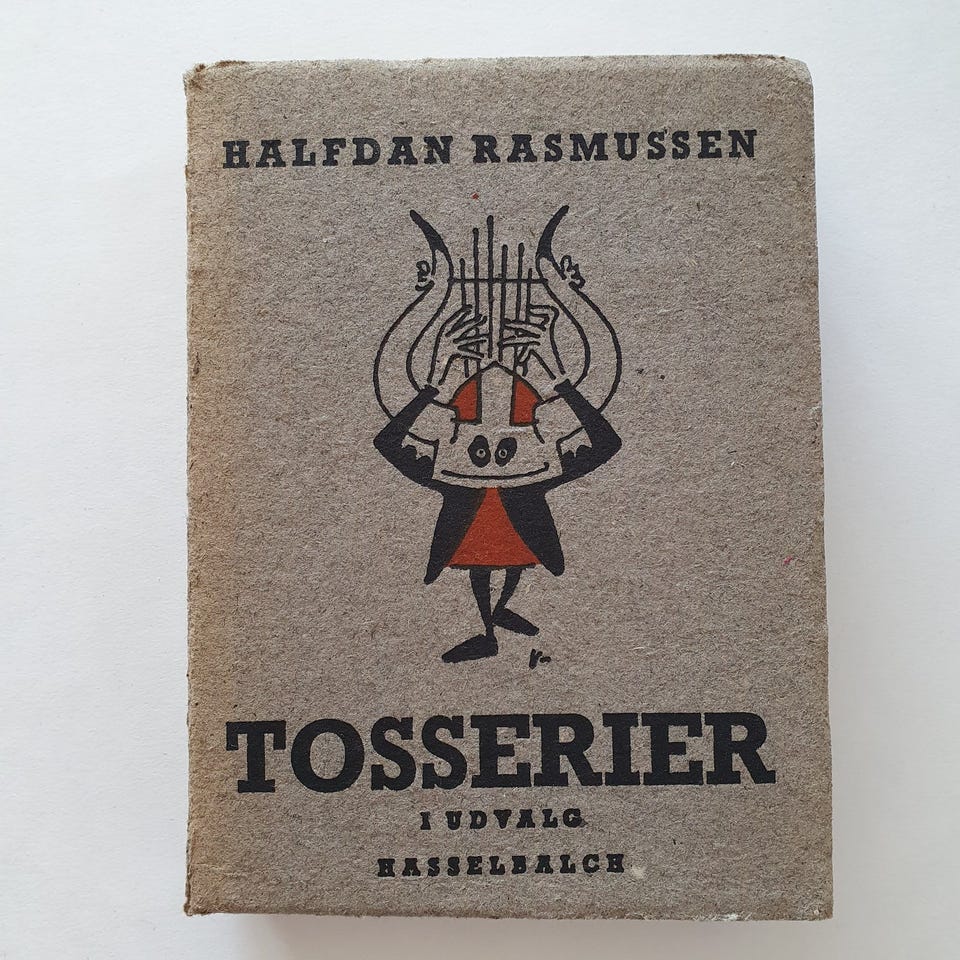 HALFDAN RASMUSSEN
TOSSERIER
I UDVALG
HASSELBALCH